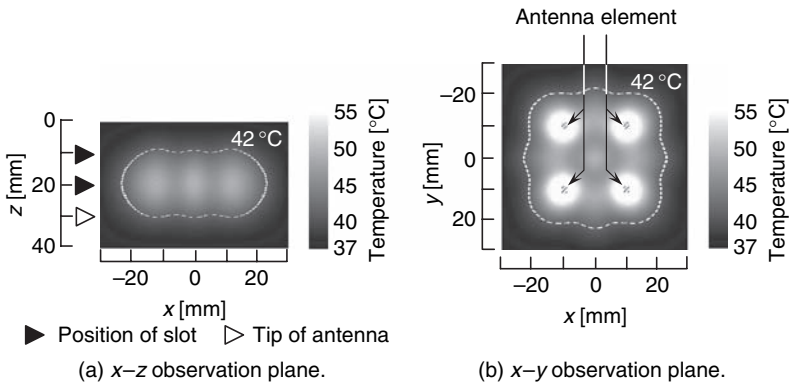 Antenna element
42 °C
0
20
40
z [mm]
−20 0 20
x [mm]
55
50
45
40
37
Temperature [°C]
Position of slot
Tip of antenna
(a) x–z observation plane.
42 °C
−20
0
20
y [mm]
−20 0 20
x [mm]
55
50
45
40
37
Temperature [°C]
(b) x–y observation plane.